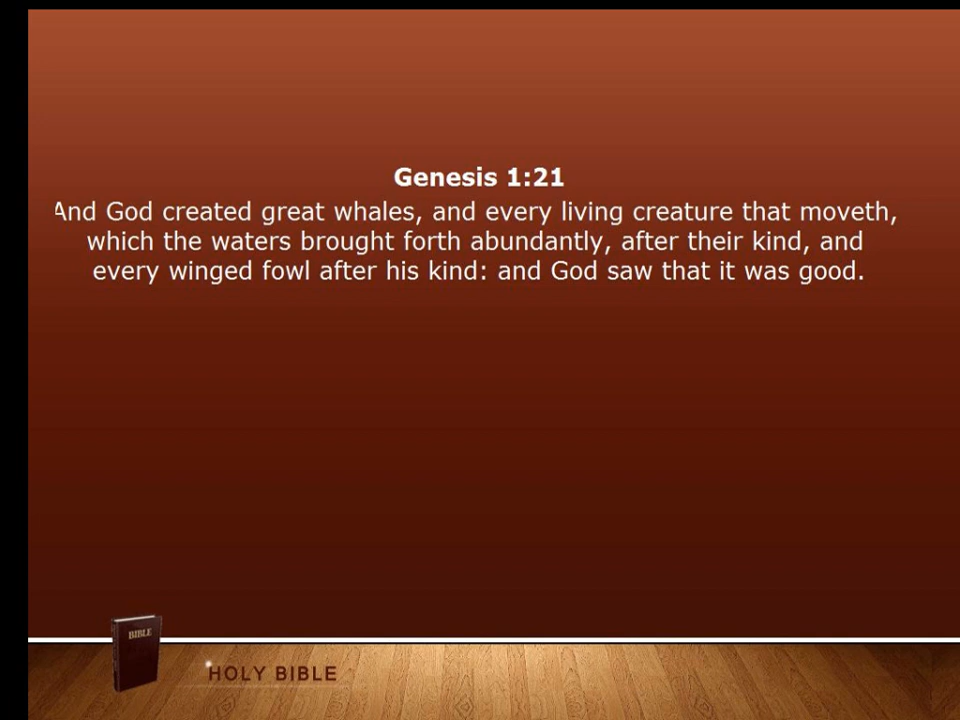 Genesis 1:21
And God created great whales, and every living creature that moveth,
which the waters brought forth abundantly, after their kind, and
every winged fowl after his kind: and God saw that it was good.
BIBLE
HOLY BIBLE